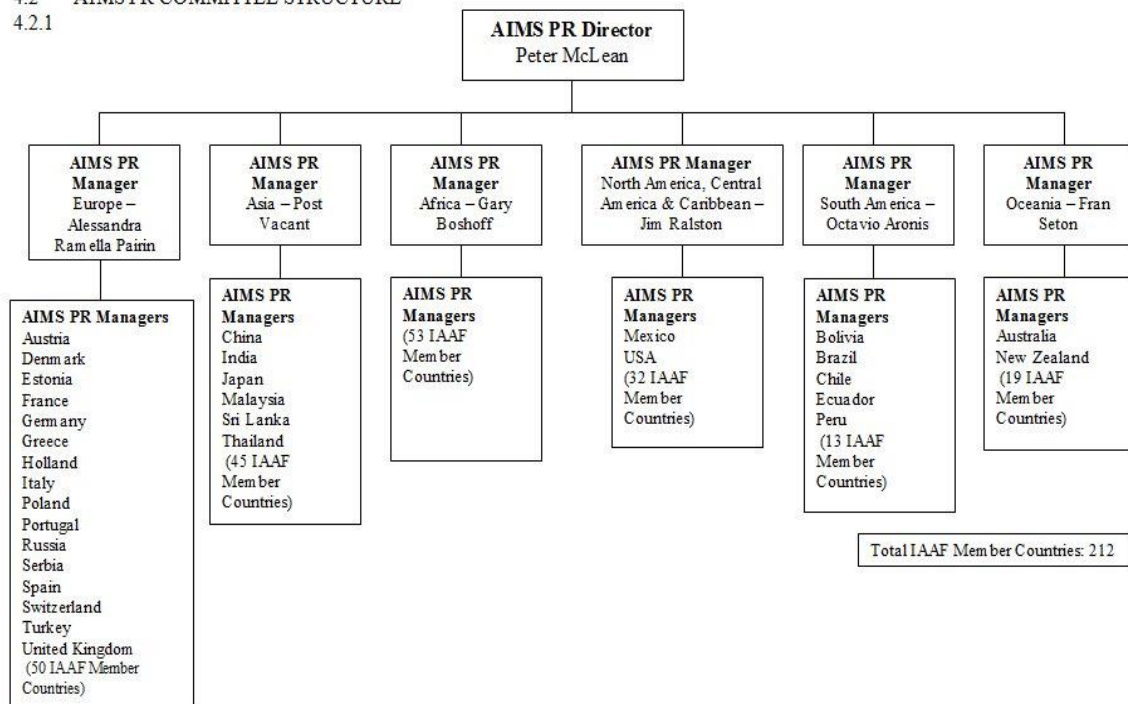 4.2 AIMS PR COMMITTEE STRUCTURE
4.2.1
AIMS PR Director
Peter McLean
AIMS PR
Manager
Europe –
Alessandra
Ramella Pairin
AIMS PR
Manager
Asia – Post
Vacant
AIMS PR
Manager
Africa – Gary
Boshoff
AIMS PR Manager
North America, Central
America & Caribbean –
Jim Ralston
AIMS PR
Manager
South America –
Octavio Aronis
AIMS PR
Manager
Oceania – Fran
Seton
AIMS PR Managers
Austria
Denmark
Estonia
France
Germany
Greece
Holland
Italy
Poland
Portugal
Russia
Serbia
Spain
Switzerland
Turkey
United Kingdom
(50 IAAF Member
Countries)
AIMS PR
Managers
China
India
Japan
Malaysia
Sri Lanka
Thailand
(45 IAAF
Member
Countries)
AIMS PR
Managers
(53 IAAF
Member
Countries)
AIMS PR
Managers
Mexico
USA
(32 IAAF
Member
Countries)
AIMS PR
Managers
Bolivia
Brazil
Chile
Ecuador
Peru
(13 IAAF
Member
Countries)
AIMS PR
Managers
Australia
New Zealand
(19 IAAF
Member
Countries)
Total IAAF Member Countries: 212